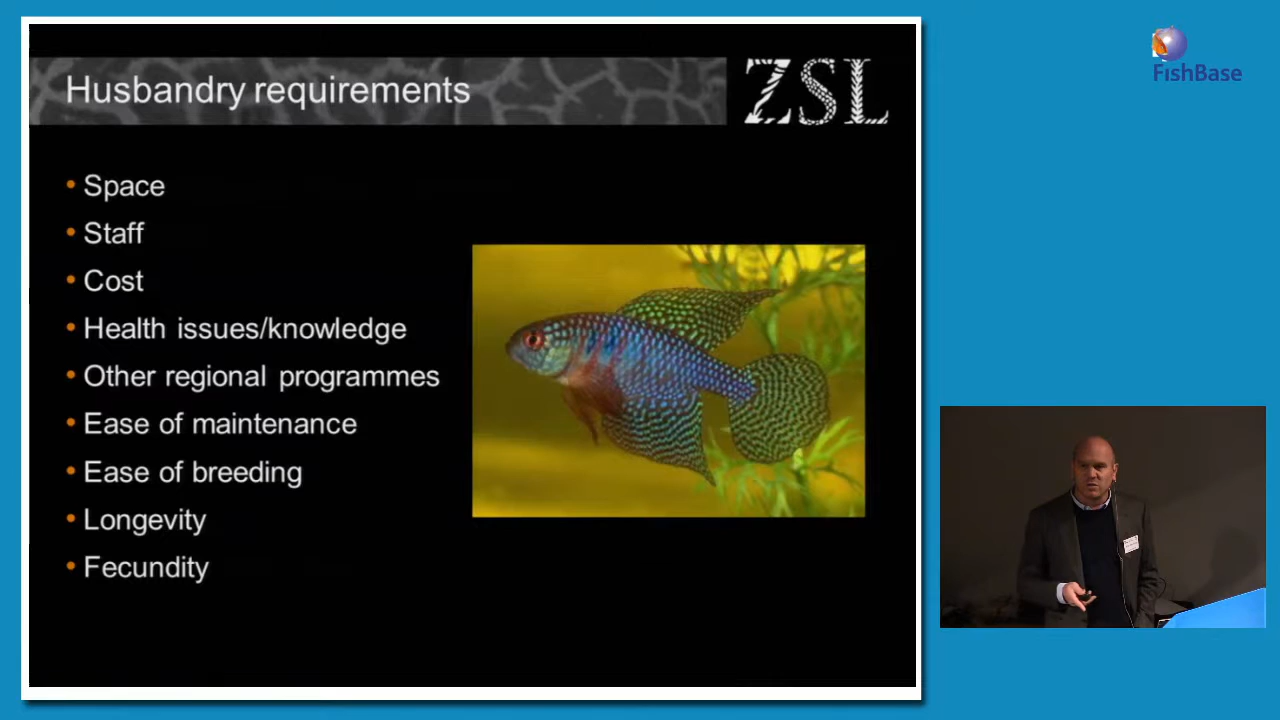 Husbandry requirements
ZSL
FishBase
• Space
• Staff
• Cost
• Health issues/knowledge
• Other regional programmes
• Ease of maintenance
• Ease of breeding
• Longevity
• Fecundity